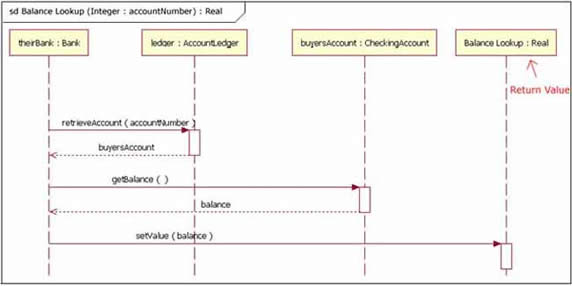 sd Balance Lookup (Integer : accountNumber) : Real
theirBank : Bank
ledger : AccountLedger
buyersAccount : CheckingAccount
Balance Lookup : Real
Return Value
retrieveAccount ( accountNumber )
buyersAccount
getBalance ( )
balance
setValue ( balance )